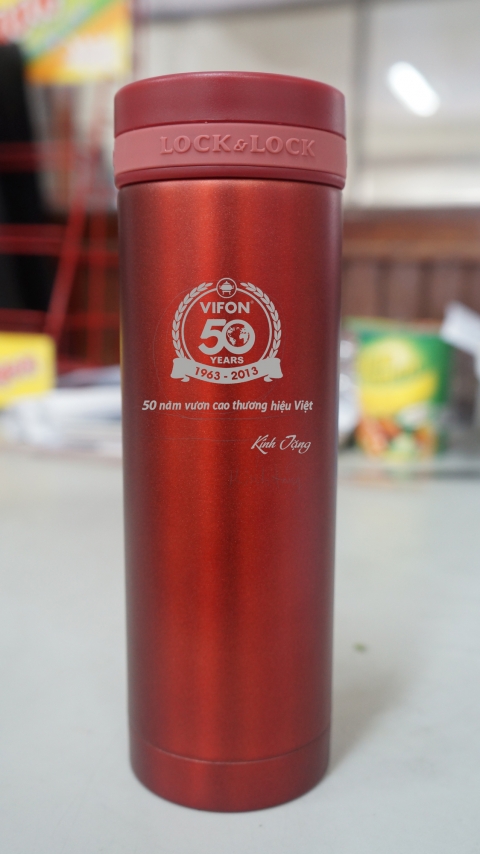 LOCK&LOCK
VIFON
50
YEARS
1963 - 2013
50 năm vươn cao thương hiệu Việt
Kính Tặng